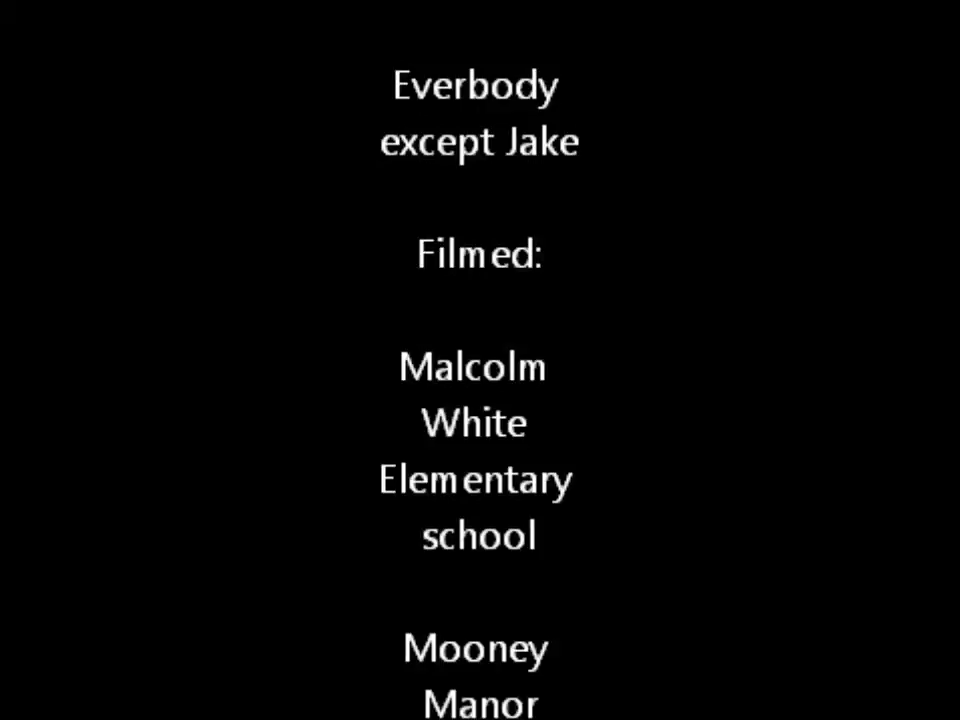 Everbody
except Jake
Filmed:
Malcolm
White
Elementary
school
Mooney
Manor